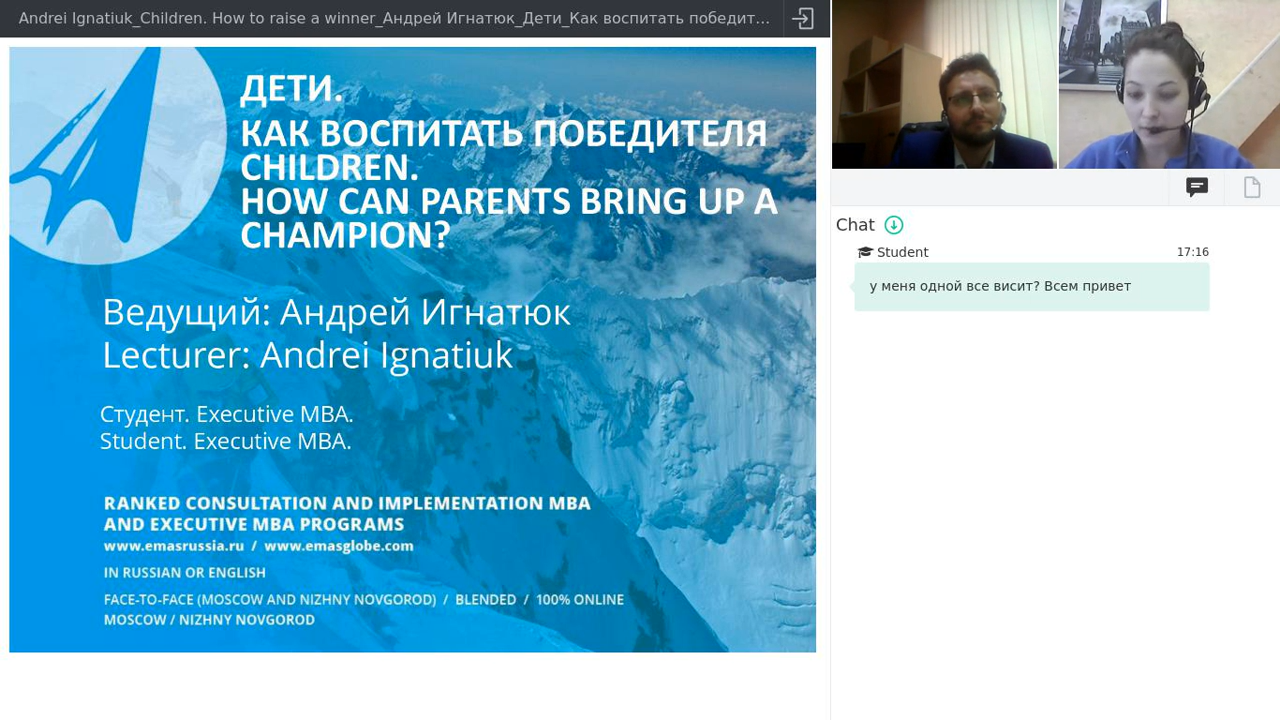 Andrei Ignatiuk_Children. How to raise a winner_Андрей Игнатюк_Дети_Как воспитать победит...
ДЕТИ.
КАК ВОСПИТАТЬ ПОБЕДИТЕЛЯ
CHILDREN.
HOW CAN PARENTS BRING UP A
CHAMPION?
Ведущий: Андрей Игнатюк
Lecturer: Andrei Ignatiuk
Студент. Executive MBA.
Student. Executive MBA.
RANKED CONSULTATION AND IMPLEMENTATION MBA
AND EXECUTIVE MBA PROGRAMS
www.emasrussia.ru / www.emasglobe.com
IN RUSSIAN OR ENGLISH
FACE-TO-FACE (MOSCOW AND NIZHNY NOVGOROD) / BLENDED / 100% ONLINE
MOSCOW / NIZHNY NOVGOROD
Chat
Student 17:16
у меня одной все висит? Всем привет